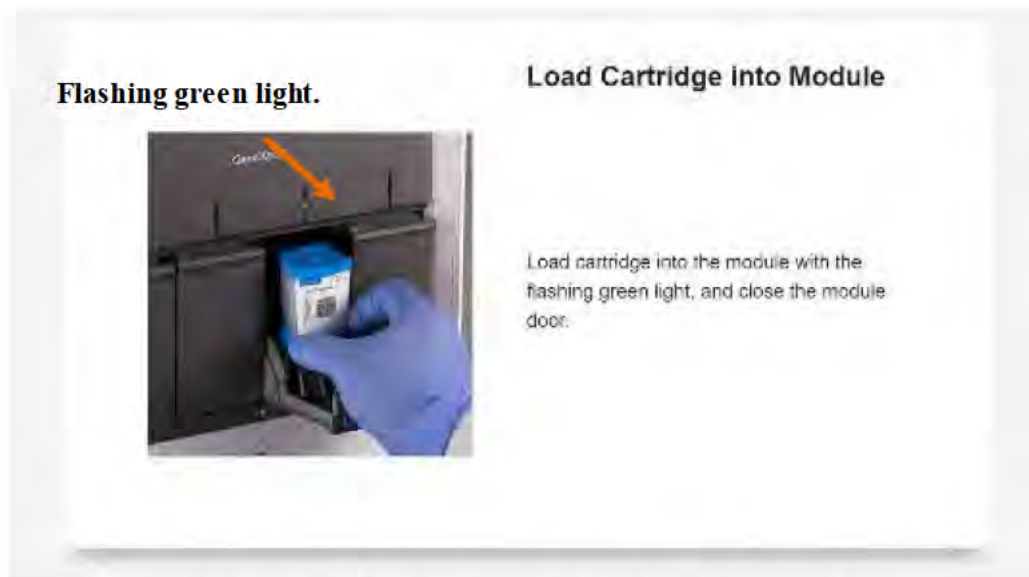 Flashing green light.
Load Cartridge into Module
Load cartridge into the module with the
flashing green light, and close the module
door.